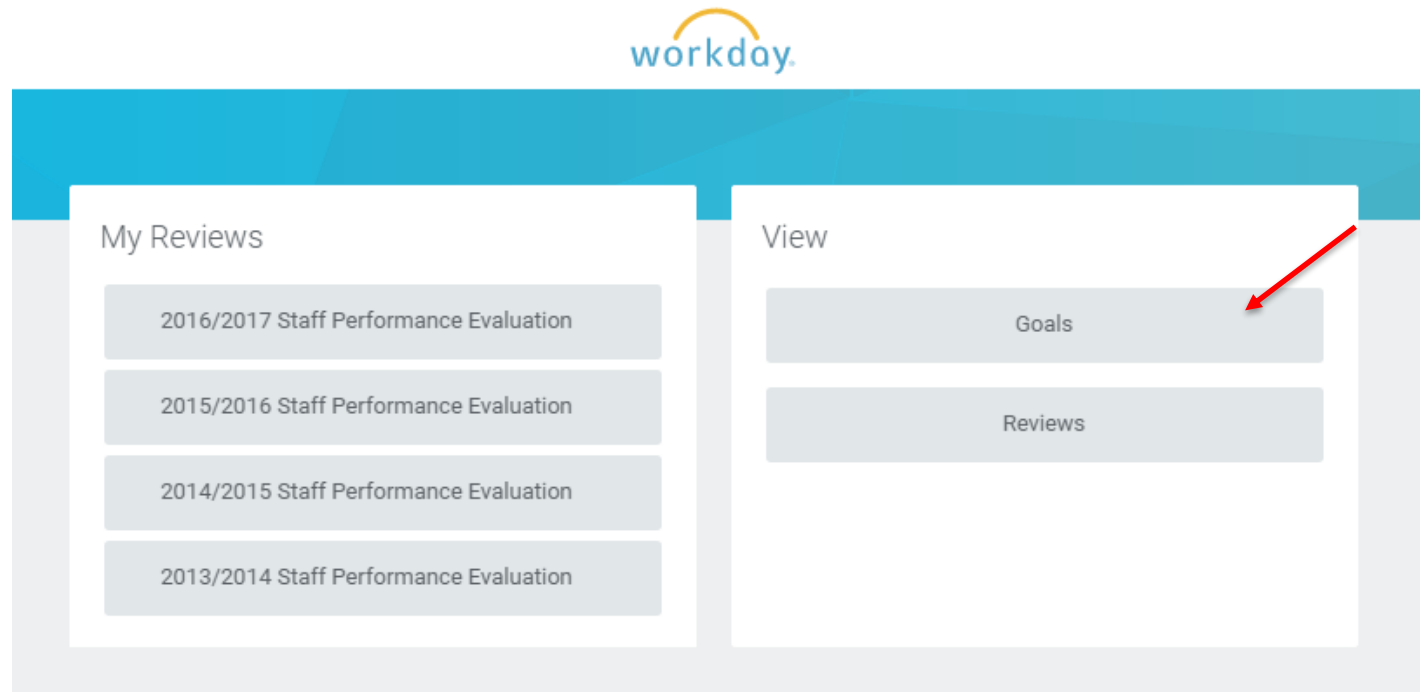 workday.
My Reviews
2016/2017 Staff Performance Evaluation
2015/2016 Staff Performance Evaluation
2014/2015 Staff Performance Evaluation
2013/2014 Staff Performance Evaluation
View
Goals
Reviews